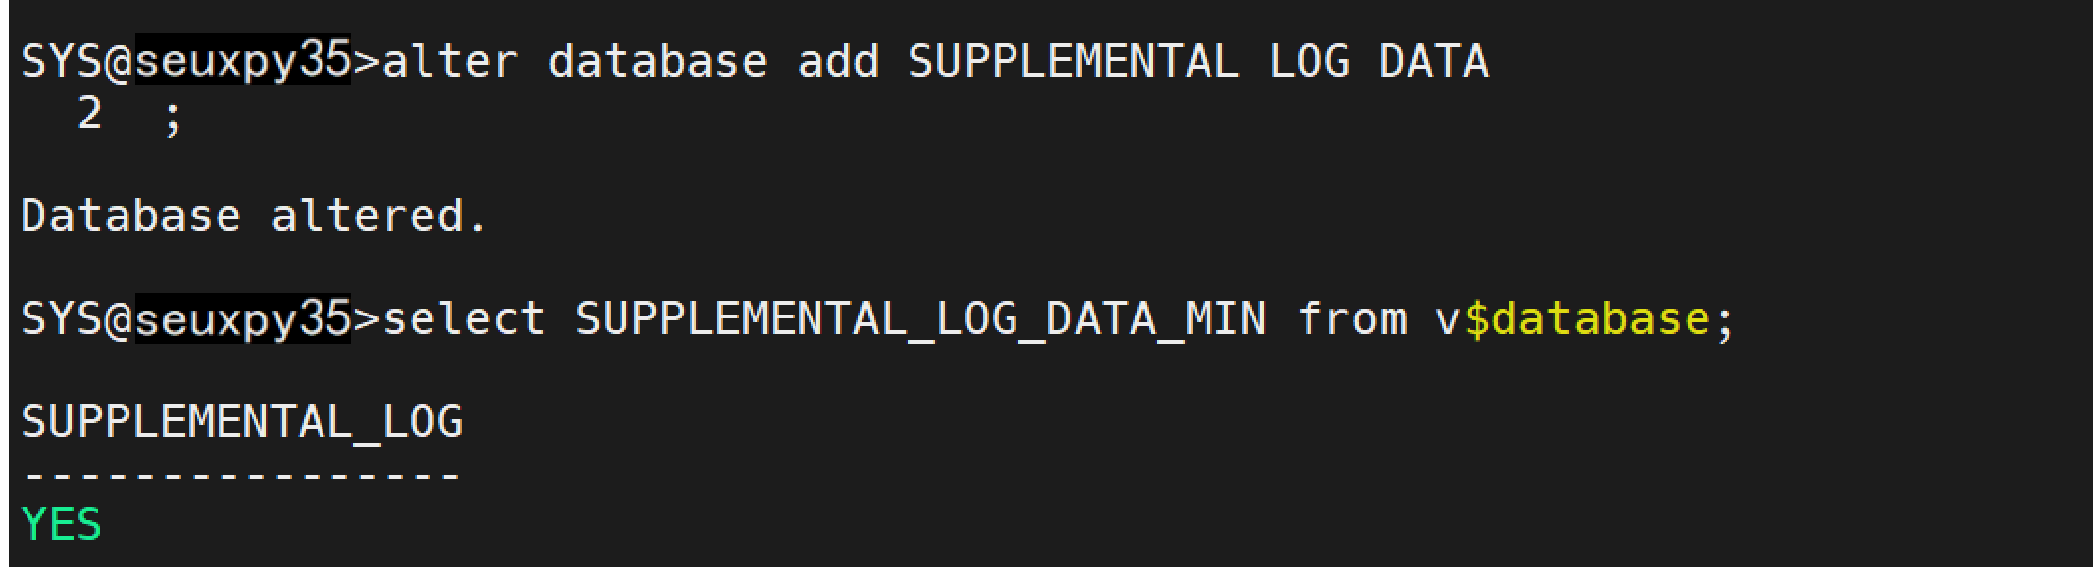 SYS@seuxpy35>alter database add SUPPLEMENTAL LOG DATA
  2  ;
Database altered.
SYS@seuxpy35>select SUPPLEMENTAL_LOG_DATA_MIN from v$database;
SUPPLEMENTAL_LOG
----------------
YES